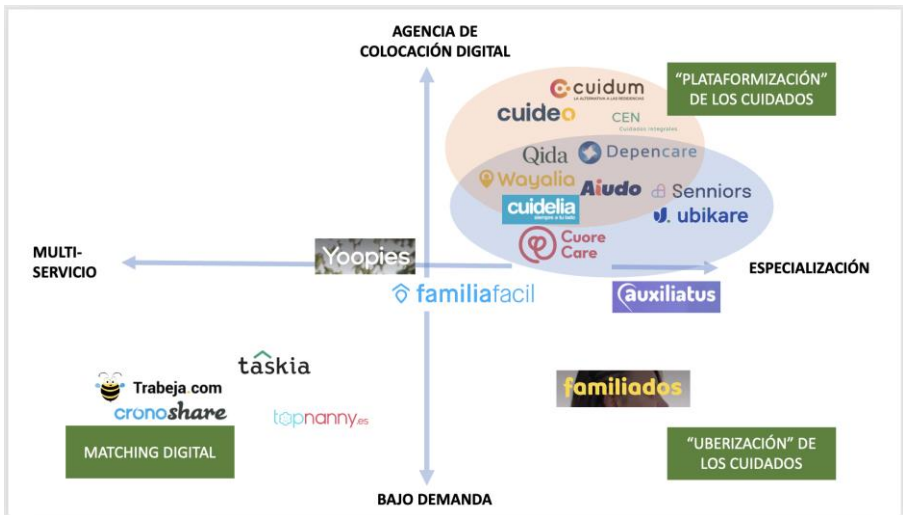 AGENCIA DE
COLOCACIÓN DIGITAL
"PLATAFORMIZACIÓN"
DE LOS CUIDADOS
cuidum
LA ALTERNATIVA A LAS RESIDENCIAS
cuideo
CEN
Cuidados Integrales
Qida
Depencare
Wayalia
Aiudo
Senniors
cuidelia
siempre a tu lado
ubikare
Cuore
Care
MULTI-
SERVICIO
Yoopies
ESPECIALIZACIÓN
familiafacil
auxiliatus
taskia
Trabeja.com
cronoshare
topnanny.es
familiados
MATCHING DIGITAL
"UBERIZACIÓN" DE
LOS CUIDADOS
BAJO DEMANDA